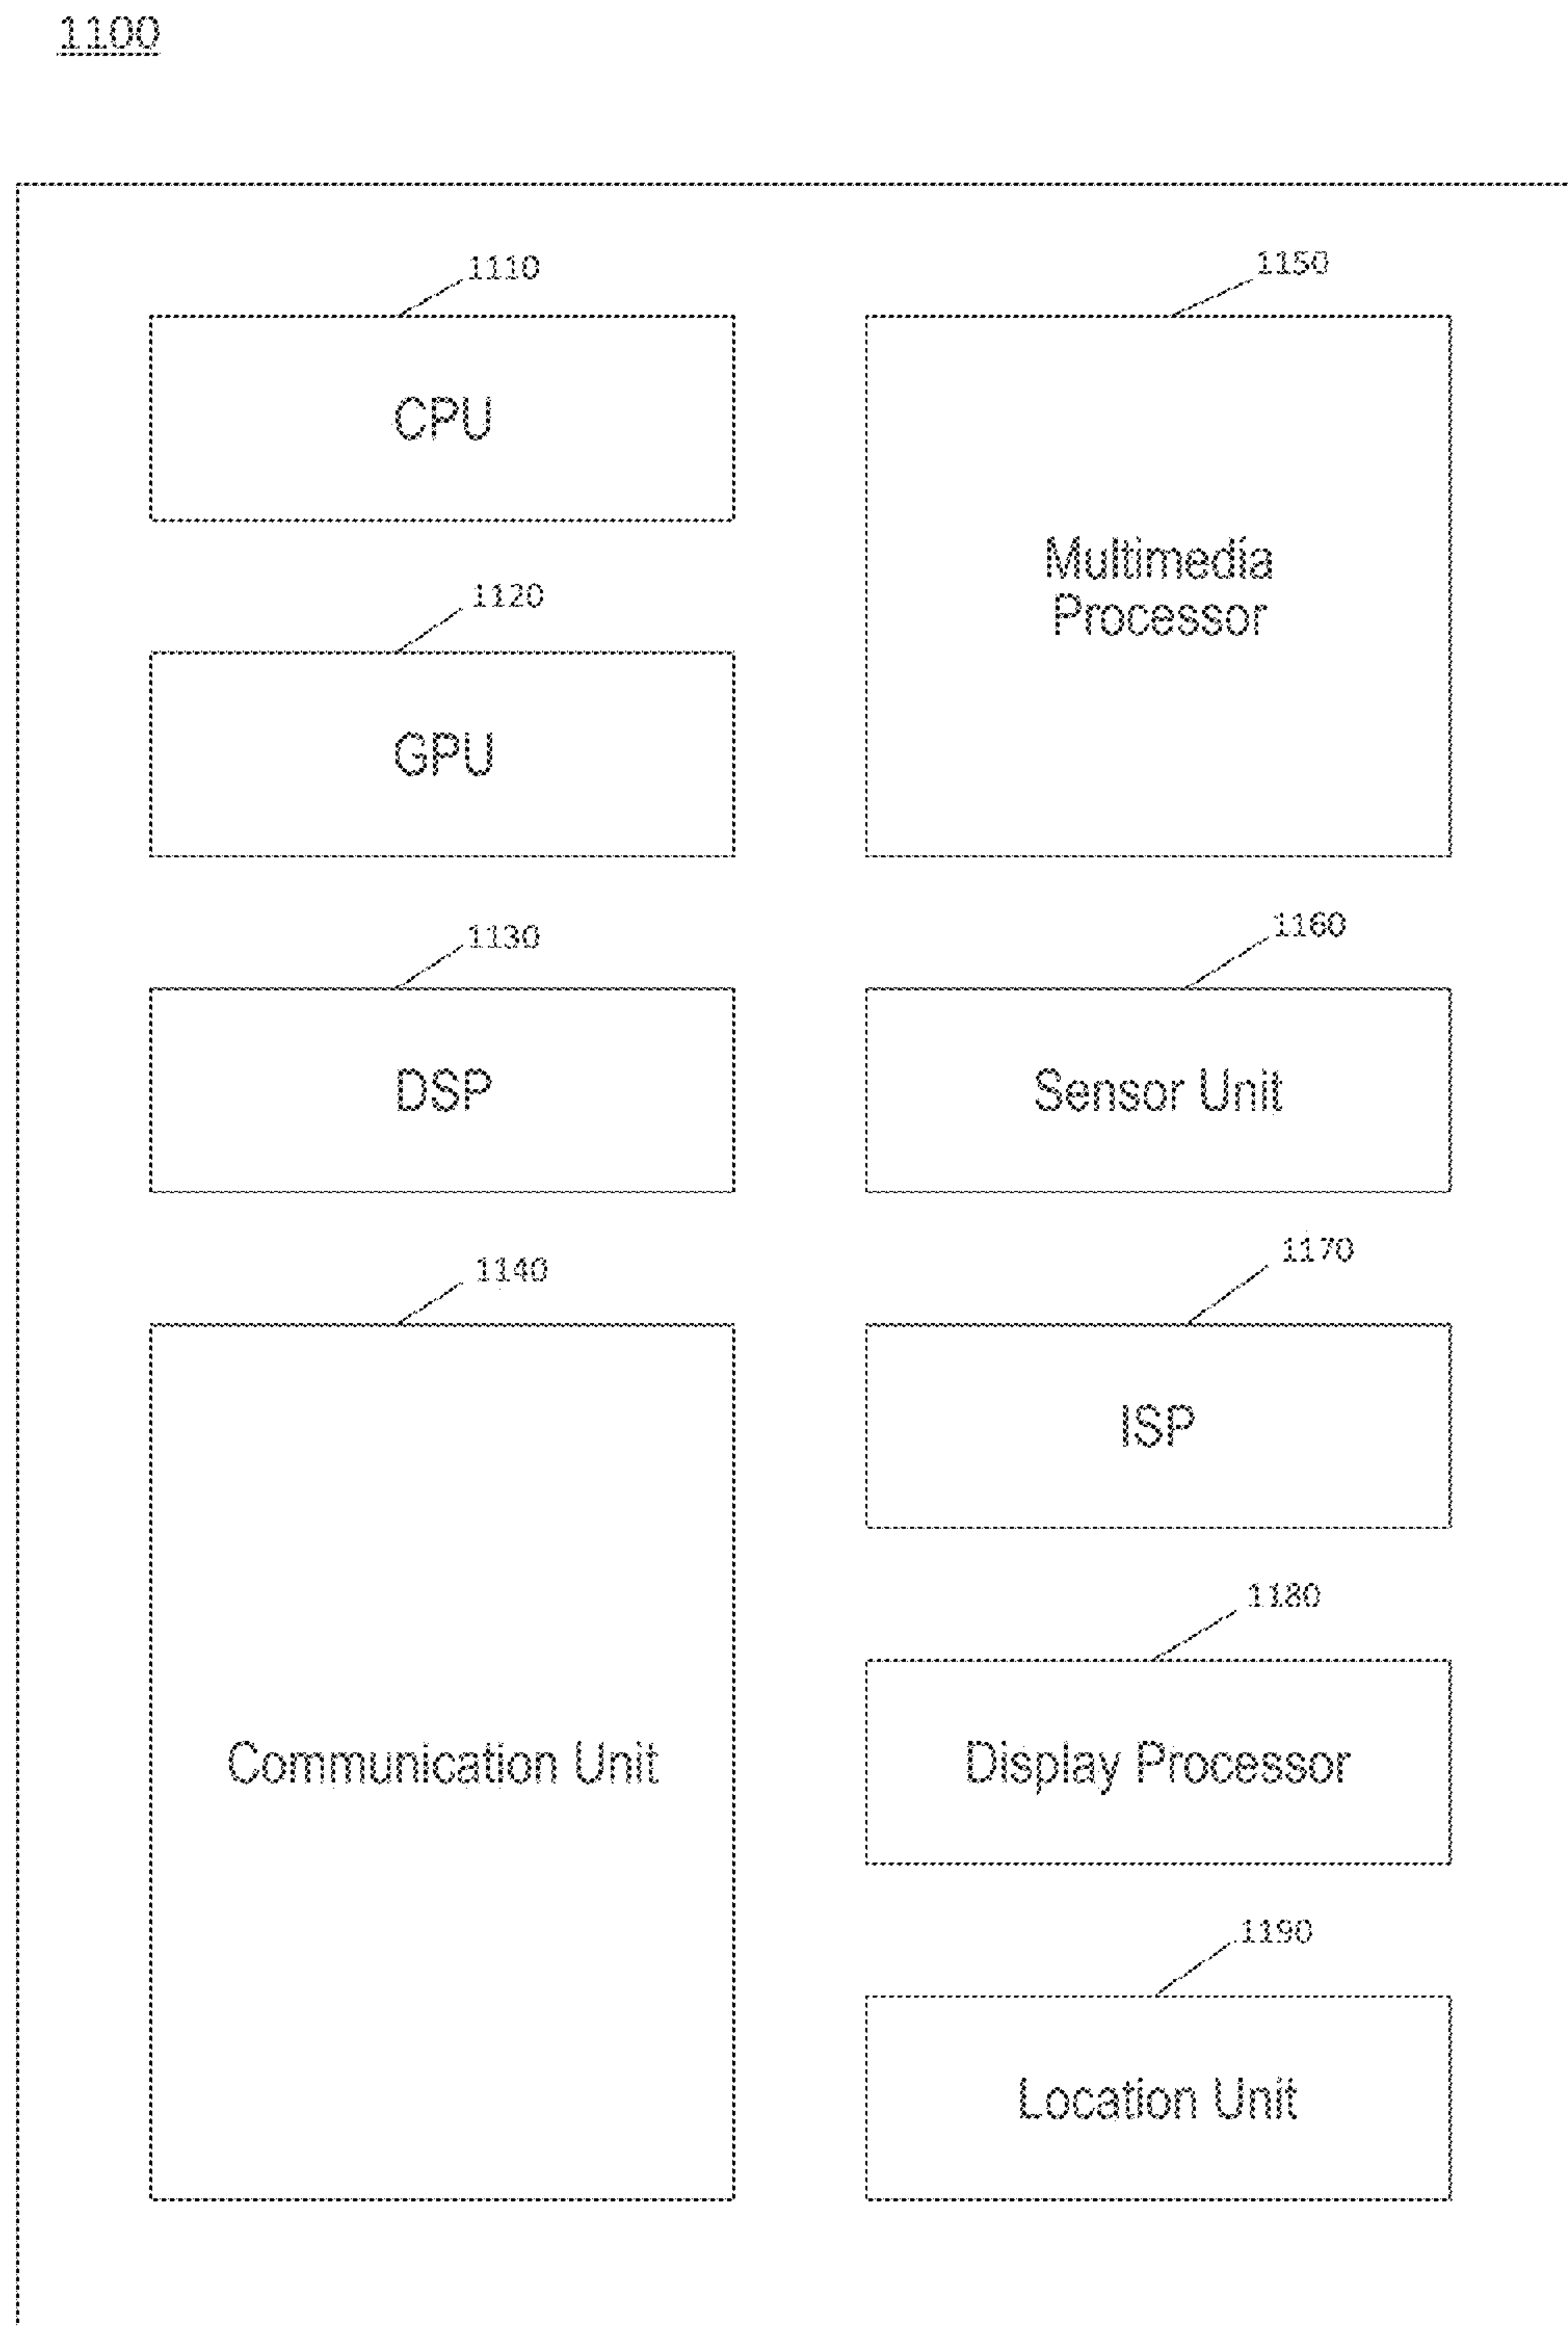 1100
1110
CPU
1120
GPU
1130
DSP
1140
Communication Unit
1150
Multimedia
Processor
1160
Sensor Unit
1170
ISP
1180
Display Processor
1190
Location Unit